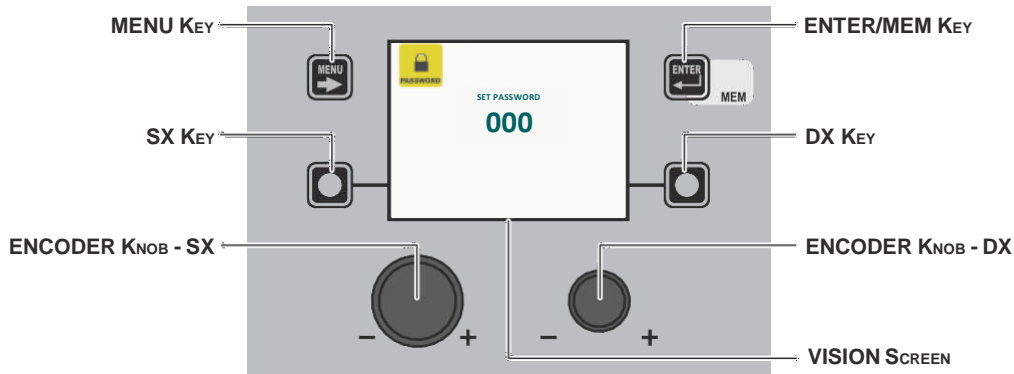 MENU KEY
ENTER/MEM KEY
MENU
PASSWORD
ENTER
MEM
SET PASSWORD
000
SX KEY
DX KEY
ENCODER KNOB - SX
ENCODER KNOB - DX
− +
− +
VISION SCREEN